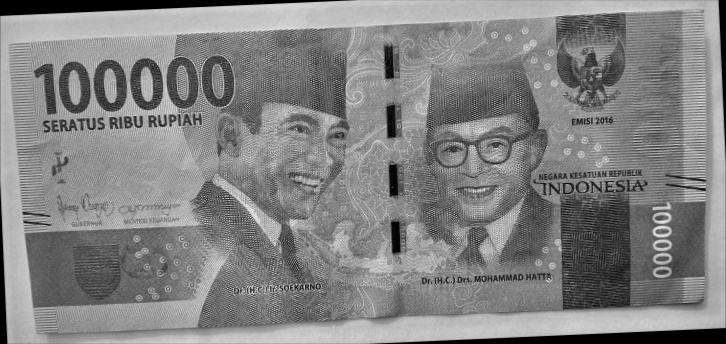 100000
SERATUS RIBU RUPIAH
EMISI 2016
NEGARA KESATUAN REPUBLIK
INDONESIA
GUBERNUR
MENTERI KEUANGAN
100000
Dr. (H.C.) Ir. SOEKARNO
Dr. (H.C.) Drs. MOHAMMAD HATTA